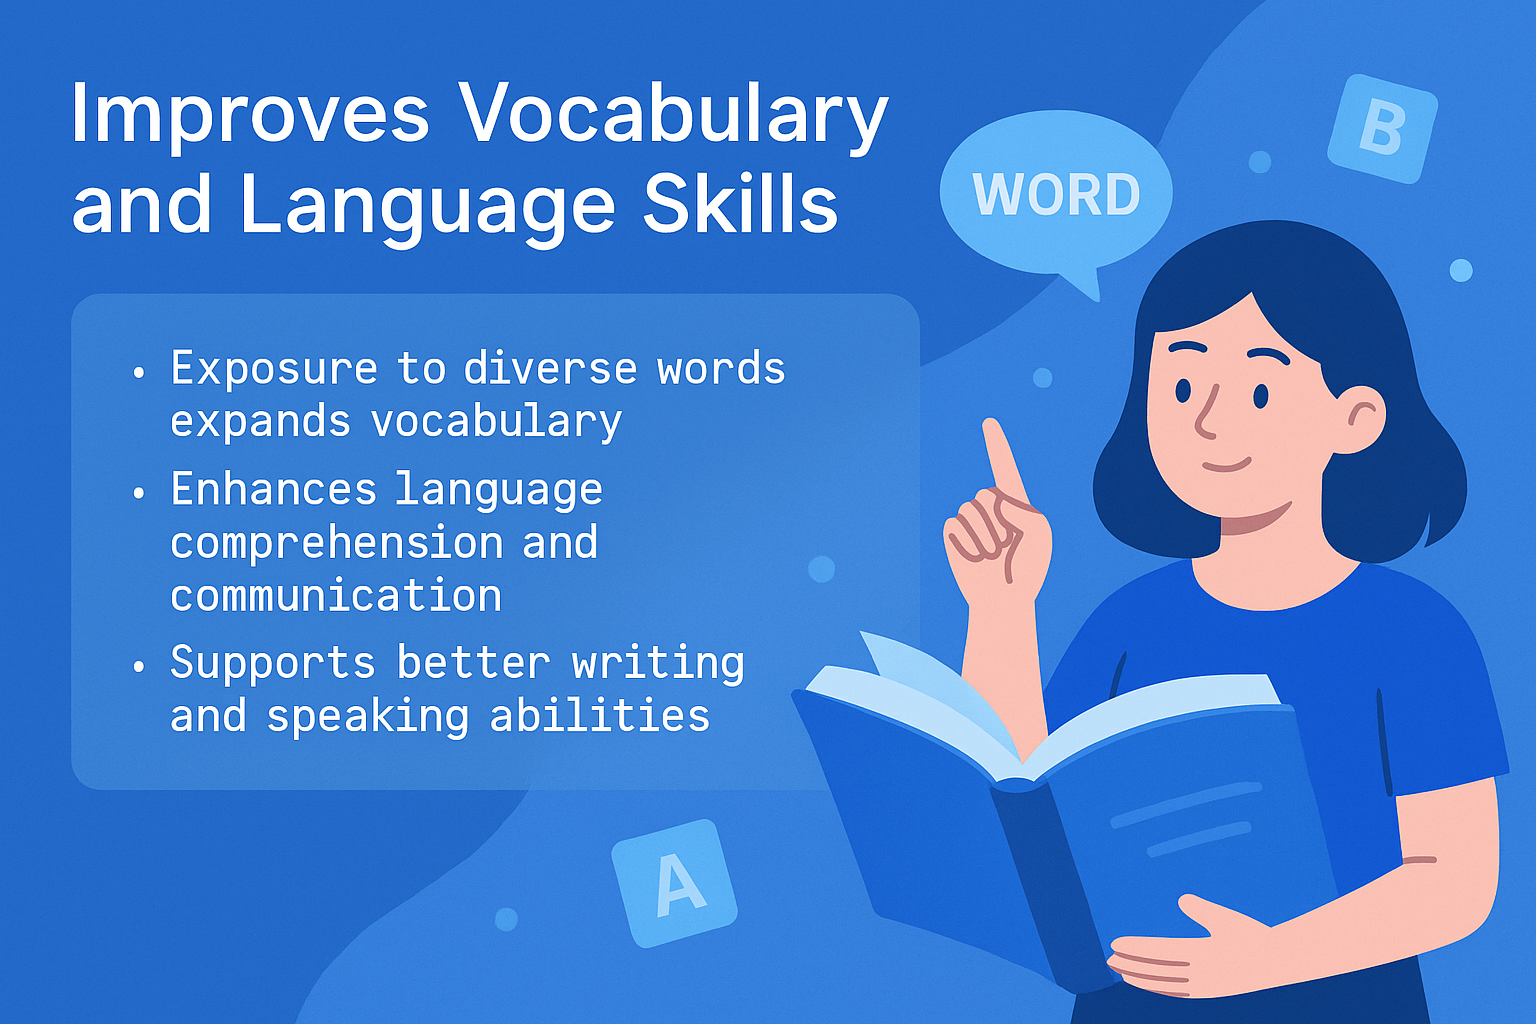 Improves Vocabulary
and Language Skills
WORD
B
• Exposure to diverse words
expands vocabulary
• Enhances language
comprehension and
communication
• Supports better writing
and speaking abilities
A